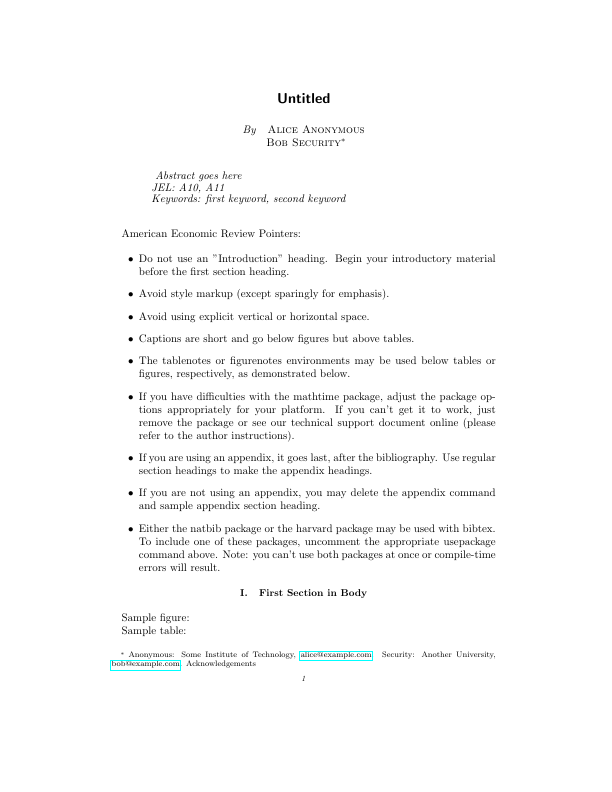 Untitled
By Alice Anonymous
Bob Security*
Abstract goes here
JEL: A10, A11
Keywords: first keyword, second keyword
American Economic Review Pointers:
• Do not use an ”Introduction” heading. Begin your introductory material
before the first section heading.
• Avoid style markup (except sparingly for emphasis).
• Avoid using explicit vertical or horizontal space.
• Captions are short and go below figures but above tables.
• The tablenotes or figurenotes environments may be used below tables or
figures, respectively, as demonstrated below.
• If you have difficulties with the mathtime package, adjust the package op-
tions appropriately for your platform. If you can’t get it to work, just
remove the package or see our technical support document online (please
refer to the author instructions).
• If you are using an appendix, it goes last, after the bibliography. Use regular
section headings to make the appendix headings.
• If you are not using an appendix, you may delete the appendix command
and sample appendix section heading.
• Either the natbib package or the harvard package may be used with bibtex.
To include one of these packages, uncomment the appropriate usepackage
command above. Note: you can’t use both packages at once or compile-time
errors will result.
I. First Section in Body
Sample figure:
Sample table:
* Anonymous: Some Institute of Technology, alice@example.com. Security: Another University,
bob@example.com. Acknowledgements
1